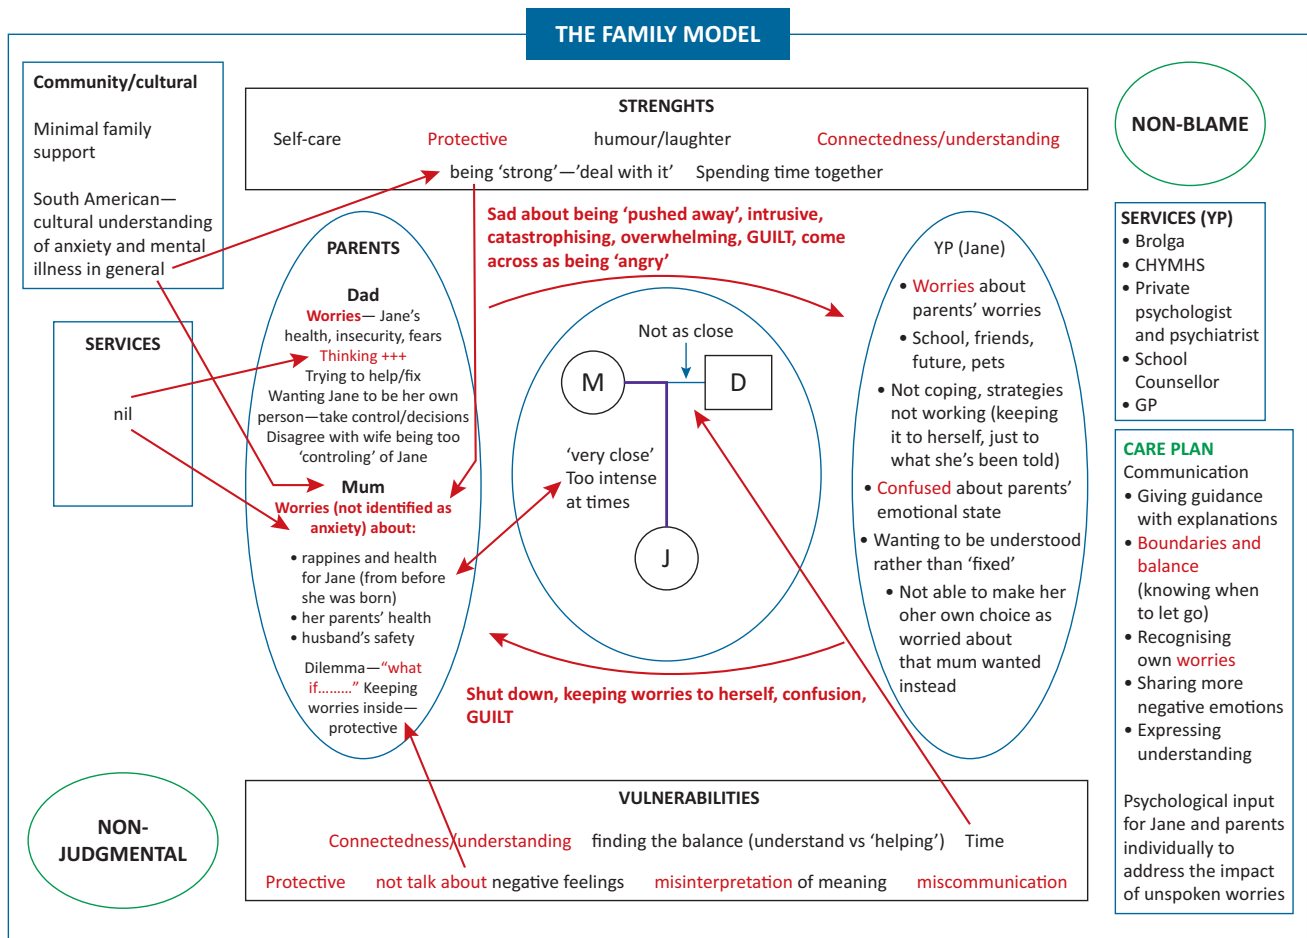 THE FAMILY MODEL
Community/cultural
Minimal family
support
South American—
cultural understanding
of anxiety and mental
illness in general
SERVICES
nil
STRENGHTS
Self-care
Protective
humour/laughter
Connectedness/understanding
being ‘strong’—’deal with it’
Spending time together
Sad about being ‘pushed away’, intrusive,
catastrophising, overwhelming, GUILT, come
across as being ‘angry’
PARENTS
Dad
Worries— Jane’s
health, insecurity, fears
Thinking +++
Trying to help/fix
Wanting Jane to be her own
person—take control/decisions
Disagree with wife being too
‘controling’ of Jane
Mum
Worries (not identified as
anxiety) about:
• rappines and health
for Jane (from before
she was born)
• her parents’ health
• husband’s safety
Dilemma—“what
if………” Keeping
worries inside—
protective
Not as close
M
D
‘very close’
Too intense
at times
J
Shut down, keeping worries to herself, confusion,
GUILT
YP (Jane)
• Worries about
parents’ worries
• School, friends,
future, pets
• Not coping, strategies
not working (keeping
it to herself, just to
what she’s been told)
• Confused about parents’
emotional state
• Wanting to be understood
rather than ‘fixed’
• Not able to make her
oher own choice as
worried about
that mum wanted
instead
NON-BLAME
SERVICES (YP)
• Brolga
• CHYMHS
• Private
psychologist
and psychiatrist
• School
Counsellor
• GP
CARE PLAN
Communication
• Giving guidance
with explanations
• Boundaries and
balance
(knowing when
to let go)
• Recognising
own worries
• Sharing more
negative emotions
• Expressing
understanding
Psychological input
for Jane and parents
individually to
address the impact
of unspoken worries
NON-
JUDGMENTAL
VULNERABILITIES
Connectedness/understanding
finding the balance (understand vs ‘helping’)
Time
Protective
not talk about negative feelings
misinterpretation of meaning
miscommunication